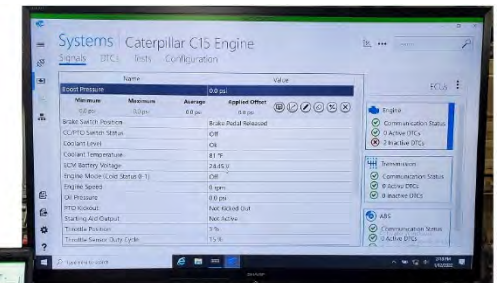 Systems Caterpillar C15 Engine
Signals DTCs Tests Configuration
Name Value
Boost Pressure 0.0 psi
Minimum Maximum Average Applied Offset
0.0 psi 0.0 psi 0.0 psi 0.0 psi
Brake Switch Position Brake Pedal Released
CC/PTO Switch Status Off
Coolant Level OK
Coolant Temperature 81 °F
ECM Battery Voltage 24.45 V
Engine Mode (Cold Status 0-1) Off
Engine Speed 0 rpm
Oil Pressure 0.0 psi
PTO Kickout Not Kicked Out
Starting Aid Output Not Active
Throttle Position
Throttle Sensor Duty Cycle 15 %
ECUs
Engine
Communication Status
0 Active DTCs
2 Inactive DTCs
Transmission
Communication Status
0 Active DTCs
0 Inactive DTCs
ABS
Communication Status
0 Active DTCs
Type here to search
SHARP